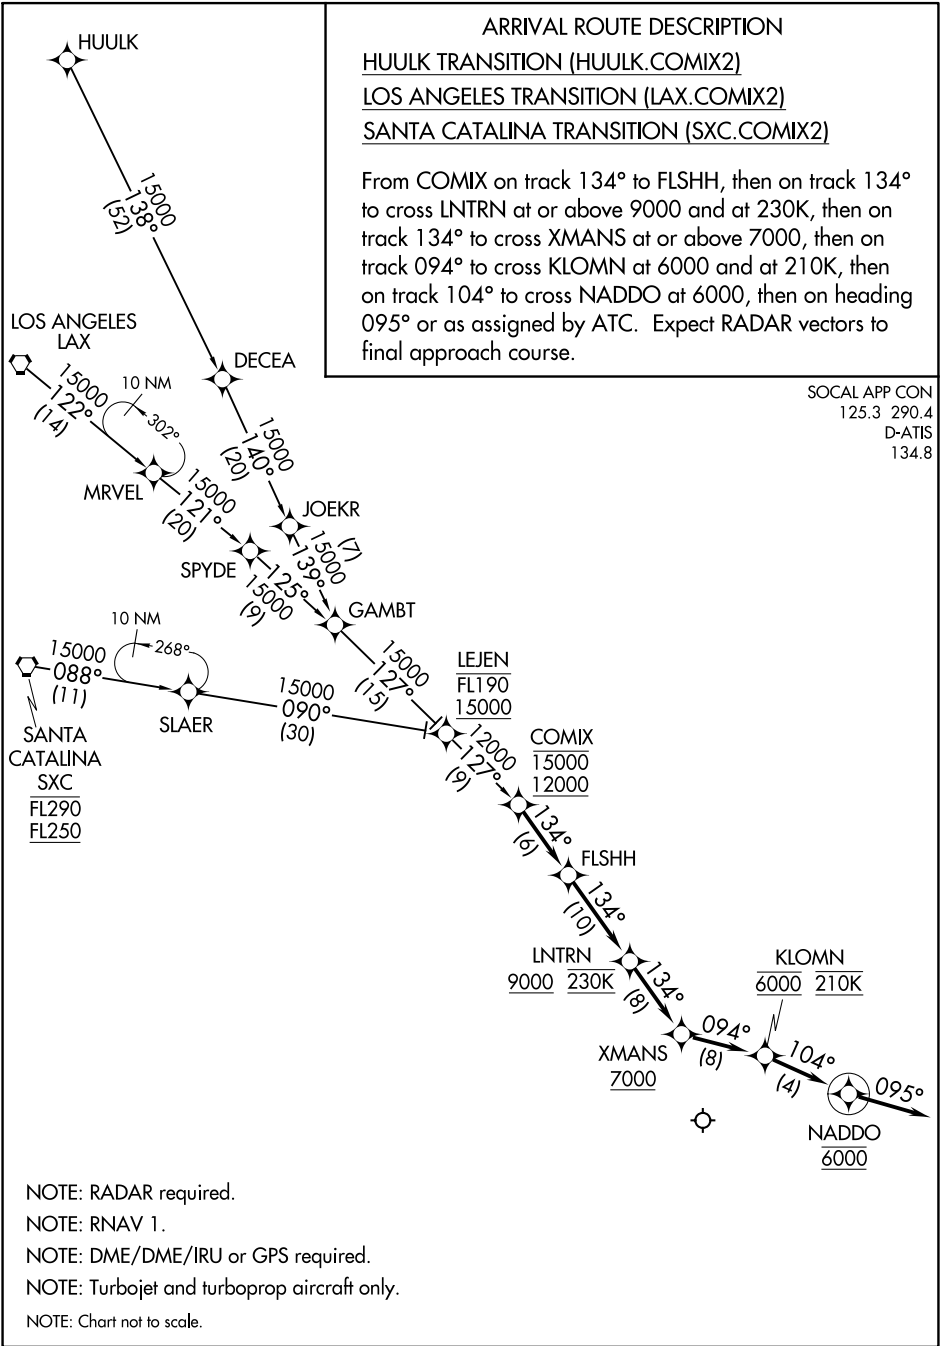 ARRIVAL ROUTE DESCRIPTION
HUULK TRANSITION (HUULK.COMIX2)
LOS ANGELES TRANSITION (LAX.COMIX2)
SANTA CATALINA TRANSITION (SXC.COMIX2)
From COMIX on track 134° to FLSHH, then on track 134°
to cross LNTRN at or above 9000 and at 230K, then on
track 134° to cross XMANS at or above 7000, then on
track 094° to cross KLOMN at 6000 and at 210K, then
on track 104° to cross NADDO at 6000, then on heading
095° or as assigned by ATC. Expect RADAR vectors to
final approach course.
SOCAL APP CON
125.3 290.4
D-ATIS
134.8
HUULK
15000
138°
(52)
DECEA
15000
140°
(20)
JOEKR
(7)
15000
139°
LOS ANGELES
LAX
15000
122°
(14)
10 NM
302°
MRVEL
15000
121°
(20)
SPYDE
125°
15000
(9)
GAMBT
15000
127°
(15)
SANTA
CATALINA
SXC
FL290
FL250
15000
088°
(11)
10 NM
268°
SLAER
15000
090°
(30)
LEJEN
FL190
15000
12000
127°
(9)
COMIX
15000
12000
134°
(6)
FLSHH
134°
(10)
LNTRN
9000 230K
134°
(8)
XMANS
7000
094°
(8)
KLOMN
6000 210K
104°
(4)
NADDO
6000
095°
NOTE: RADAR required.
NOTE: RNAV 1.
NOTE: DME/DME/IRU or GPS required.
NOTE: Turbojet and turboprop aircraft only.
NOTE: Chart not to scale.